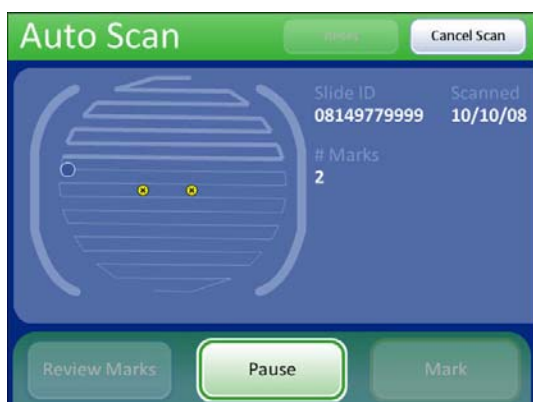 Auto Scan
Cancel Scan
Slide ID
Scanned
08149779999
10/10/08
# Marks
2
Review Marks
Pause
Mark